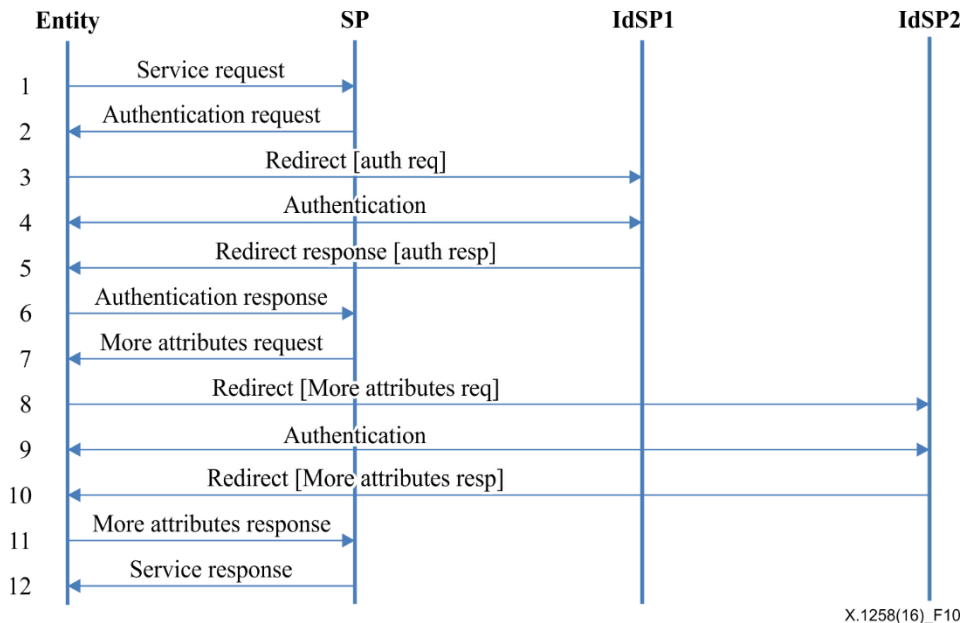 Entity SP IdSP1 IdSP2
1 Service request
2 Authentication request
3 Redirect [auth req]
4 Authentication
5 Redirect response [auth resp]
6 Authentication response
7 More attributes request
8 Redirect [More attributes req]
9 Authentication
10 Redirect [More attributes resp]
11 More attributes response
12 Service response
X.1258(16)_F10